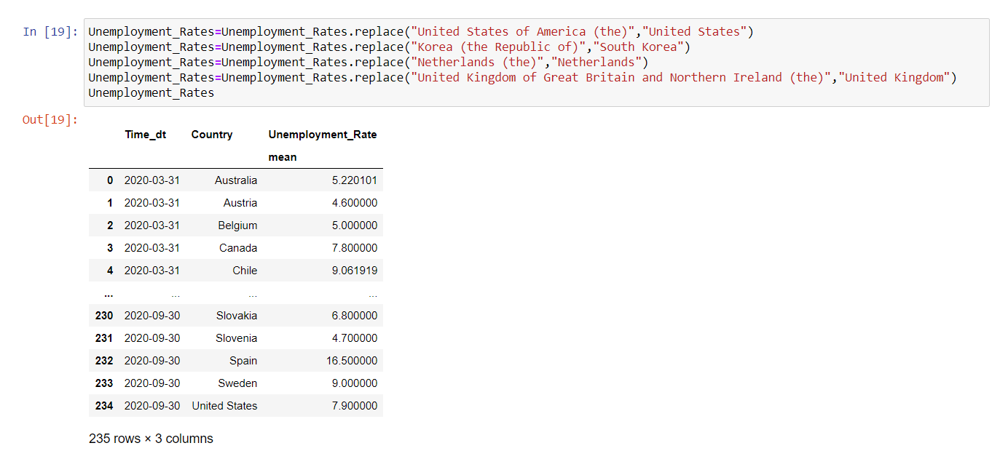 In [19]: Unemployment_Rates=Unemployment_Rates.replace("United States of America (the)","United States")
Unemployment_Rates=Unemployment_Rates.replace("Korea (the Republic of)","South Korea")
Unemployment_Rates=Unemployment_Rates.replace("Netherlands (the)","Netherlands")
Unemployment_Rates=Unemployment_Rates.replace("United Kingdom of Great Britain and Northern Ireland (the)","United Kingdom")
Unemployment_Rates
Out[19]:
Time_dt Country Unemployment_Rate
mean
0 2020-03-31 Australia 5.220101
1 2020-03-31 Austria 4.600000
2 2020-03-31 Belgium 5.000000
3 2020-03-31 Canada 7.800000
4 2020-03-31 Chile 9.061919
... ... ... ...
230 2020-09-30 Slovakia 6.800000
231 2020-09-30 Slovenia 4.700000
232 2020-09-30 Spain 16.500000
233 2020-09-30 Sweden 9.000000
234 2020-09-30 United States 7.900000
235 rows × 3 columns